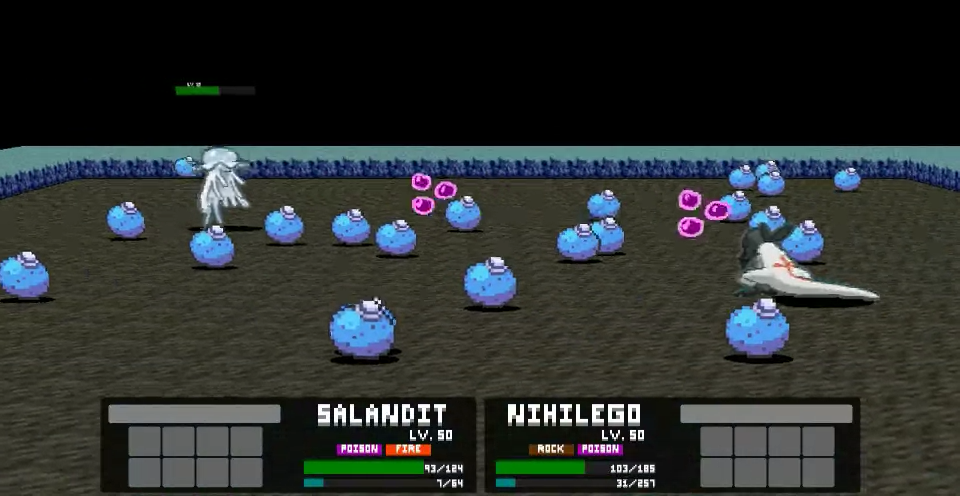 SALANDIT
LV. 50
POISON FIRE
93/124
7/64
NIHILEGO
LV. 50
ROCK POISON
103/185
31/257